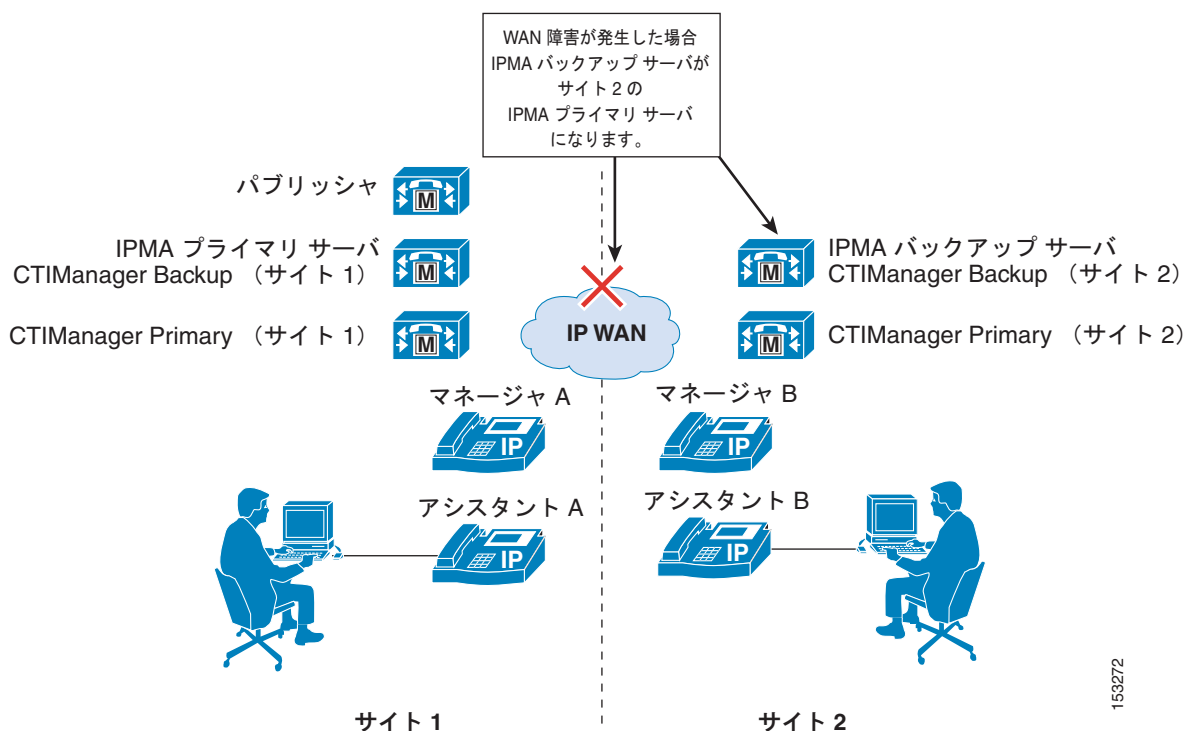 WAN 障害が発生した場合
IPMA バックアップ サーバが
サイト 2 の
IPMA プライマリ サーバ
になります。
パブリッシャ
M
IPMA プライマリ サーバ
CTIManager Backup （サイト 1）
M
M
IPMA バックアップ サーバ
CTIManager Backup （サイト 2）
CTIManager Primary （サイト 1）
M
IP WAN
M
CTIManager Primary （サイト 2）
マネージャ A
マネージャ B
IP
IP
アシスタント A
アシスタント B
IP
IP
サイト 1
サイト 2
153272